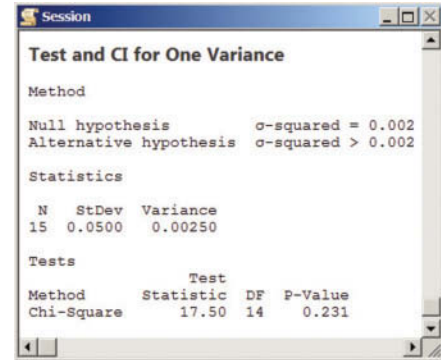 Session
Test and CI for One Variance
Method
Null hypothesis σ-squared = 0.002
Alternative hypothesis σ-squared > 0.002
Statistics
N StDev Variance
15 0.0500 0.00250
Tests
Test
Method Statistic DF P-Value
Chi-Square 17.50 14 0.231